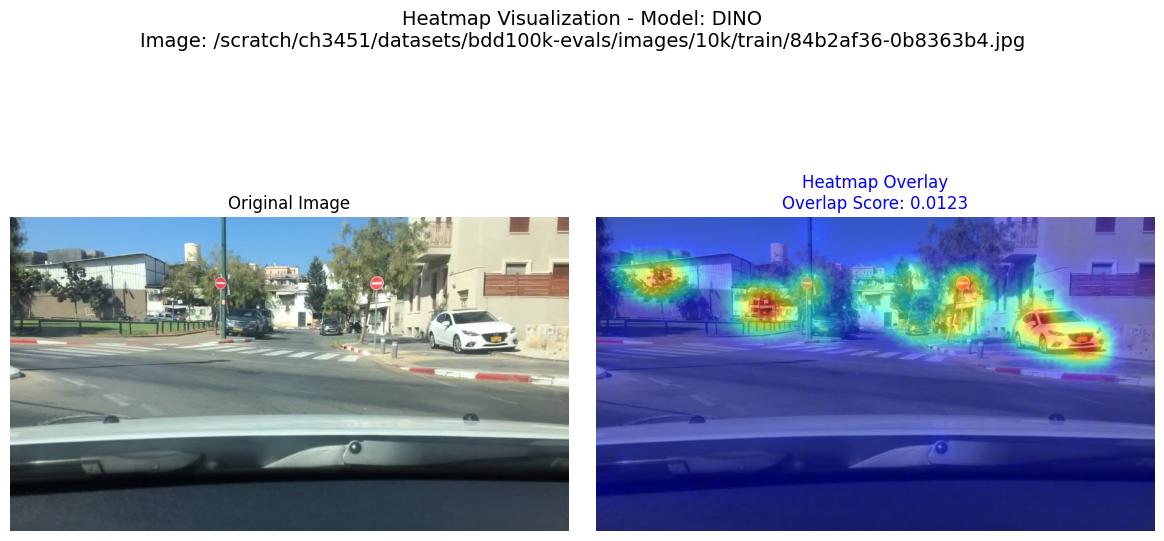 Heatmap Visualization - Model: DINO
Image: /scratch/ch3451/datasets/bdd100k-evals/images/10k/train/84b2af36-0b8363b4.jpg
Original Image
Heatmap Overlay
Overlap Score: 0.0123